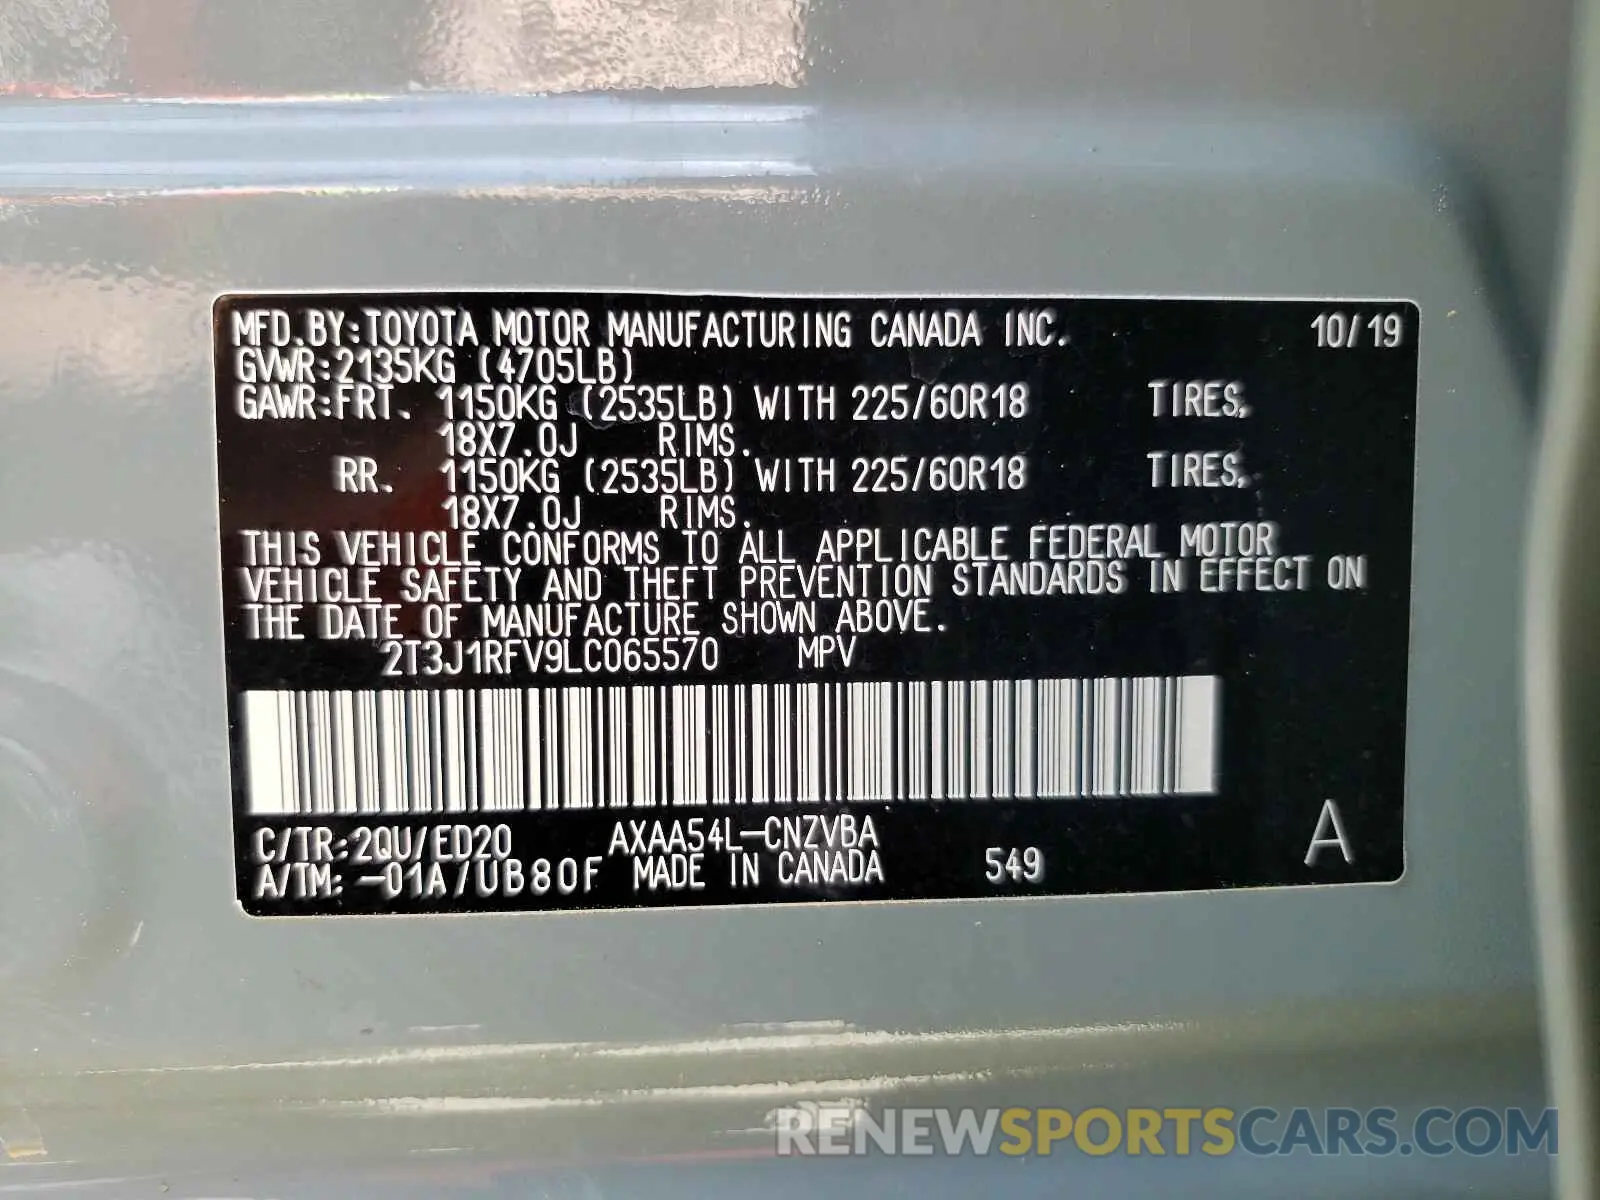 MFD.BY:TOYOTA MOTOR MANUFACTURING CANADA INC. 10/19
GVWR:2135KG (4705LB)
GAWR:FRT. 1150KG (2535LB) WITH 225/60R18 TIRES,
18X7.0J RIMS.
RR. 1150KG (2535LB) WITH 225/60R18 TIRES,
18X7.0J RIMS.
THIS VEHICLE CONFORMS TO ALL APPLICABLE FEDERAL MOTOR
VEHICLE SAFETY AND THEFT PREVENTION STANDARDS IN EFFECT ON
THE DATE OF MANUFACTURE SHOWN ABOVE.
2T3J1RFV9LC065570 MPV
C/TR:2QU/ED20 AXAA54L-CNZVBA
A/TM:-01A/UB80F MADE IN CANADA 549 A
RENEWSPORTSCARS.COM